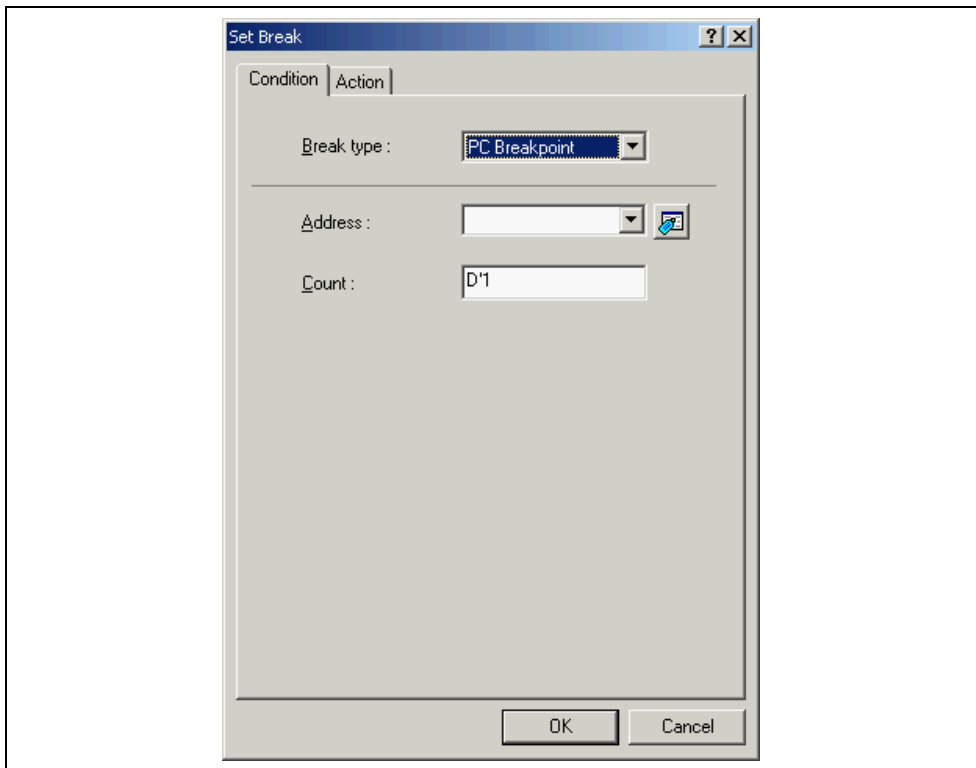 Set Break
Condition Action
Break type : PC Breakpoint
Address :
Count : D'1
OK Cancel